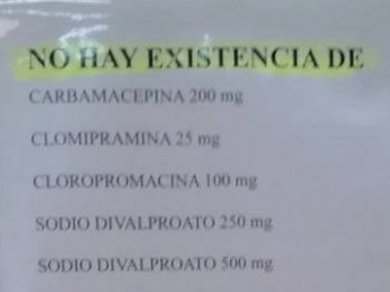 NO HAY EXISTENCIA DE
CARBAMACEPINA 200 mg
CLOMIPRAMINA 25 mg
CLOROPROMACINA 100 mg
SODIO DIVALPROATO 250 mg
SODIO DIVALPROATO 500 mg